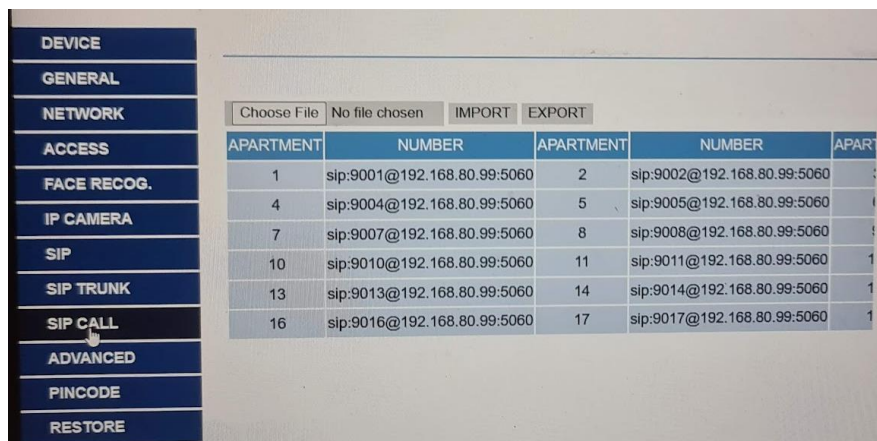 DEVICE
GENERAL
NETWORK
ACCESS
FACE RECOG.
IP CAMERA
SIP
SIP TRUNK
SIP CALL
ADVANCED
PINCODE
RESTORE
Choose File No file chosen IMPORT EXPORT
APARTMENT NUMBER APARTMENT NUMBER
1 sip:9001@192.168.80.99:5060 2 sip:9002@192.168.80.99:5060
4 sip:9004@192.168.80.99:5060 5 sip:9005@192.168.80.99:5060
7 sip:9007@192.168.80.99:5060 8 sip:9008@192.168.80.99:5060
10 sip:9010@192.168.80.99:5060 11 sip:9011@192.168.80.99:5060
13 sip:9013@192.168.80.99:5060 14 sip:9014@192.168.80.99:5060
16 sip:9016@192.168.80.99:5060 17 sip:9017@192.168.80.99:5060